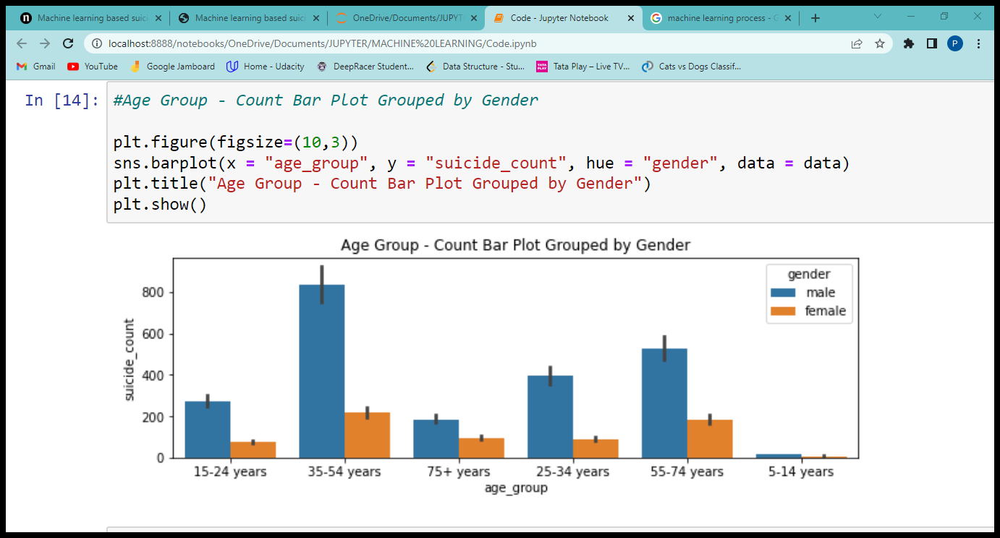 Machine learning based suici
Machine learning based suici
OneDrive/Documents/JUPYT
Code - Jupyter Notebook
machine learning process - G
localhost:8888/notebooks/OneDrive/Documents/JUPYTER/MACHINE%20LEARNING/Code.ipynb
P
Gmail
YouTube
Google Jamboard
Home - Udacity
DeepRacer Student...
Data Structure - Stu...
TATA PLAY
Tata Play – Live TV...
Cats vs Dogs Classif...
In [14]:
#Age Group - Count Bar Plot Grouped by Gender
plt.figure(figsize=(10,3))
sns.barplot(x = "age_group", y = "suicide_count", hue = "gender", data = data)
plt.title("Age Group - Count Bar Plot Grouped by Gender")
plt.show()
Age Group - Count Bar Plot Grouped by Gender
gender
male
female
suicide_count
800
600
400
200
0
15-24 years
35-54 years
75+ years
25-34 years
55-74 years
5-14 years
age_group